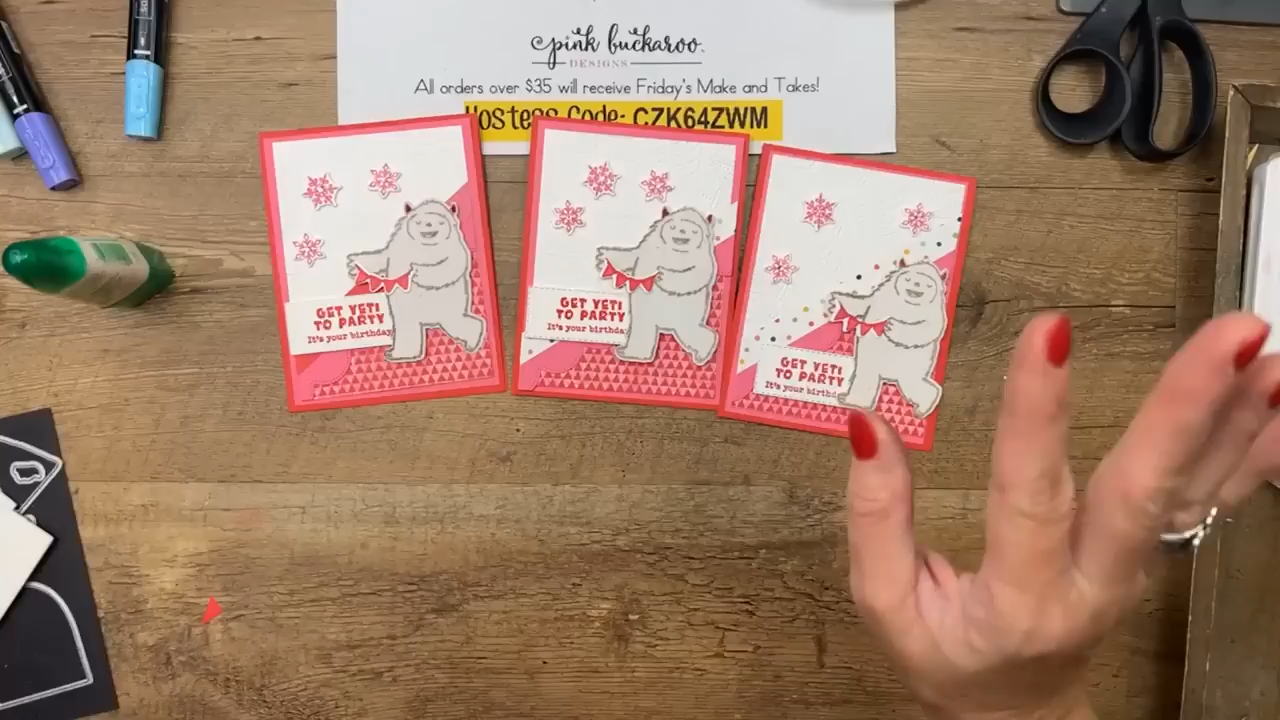 pink buckaroo.
DESIGNS
All orders over $35 will receive Friday's Make and Takes!
Hostess Code: CZK64ZWM
GET YETI
TO PARTY
It's your birthday
GET YETI
TO PARTY
It's your birthday
GET YETI
TO PARTY
It's your birthd